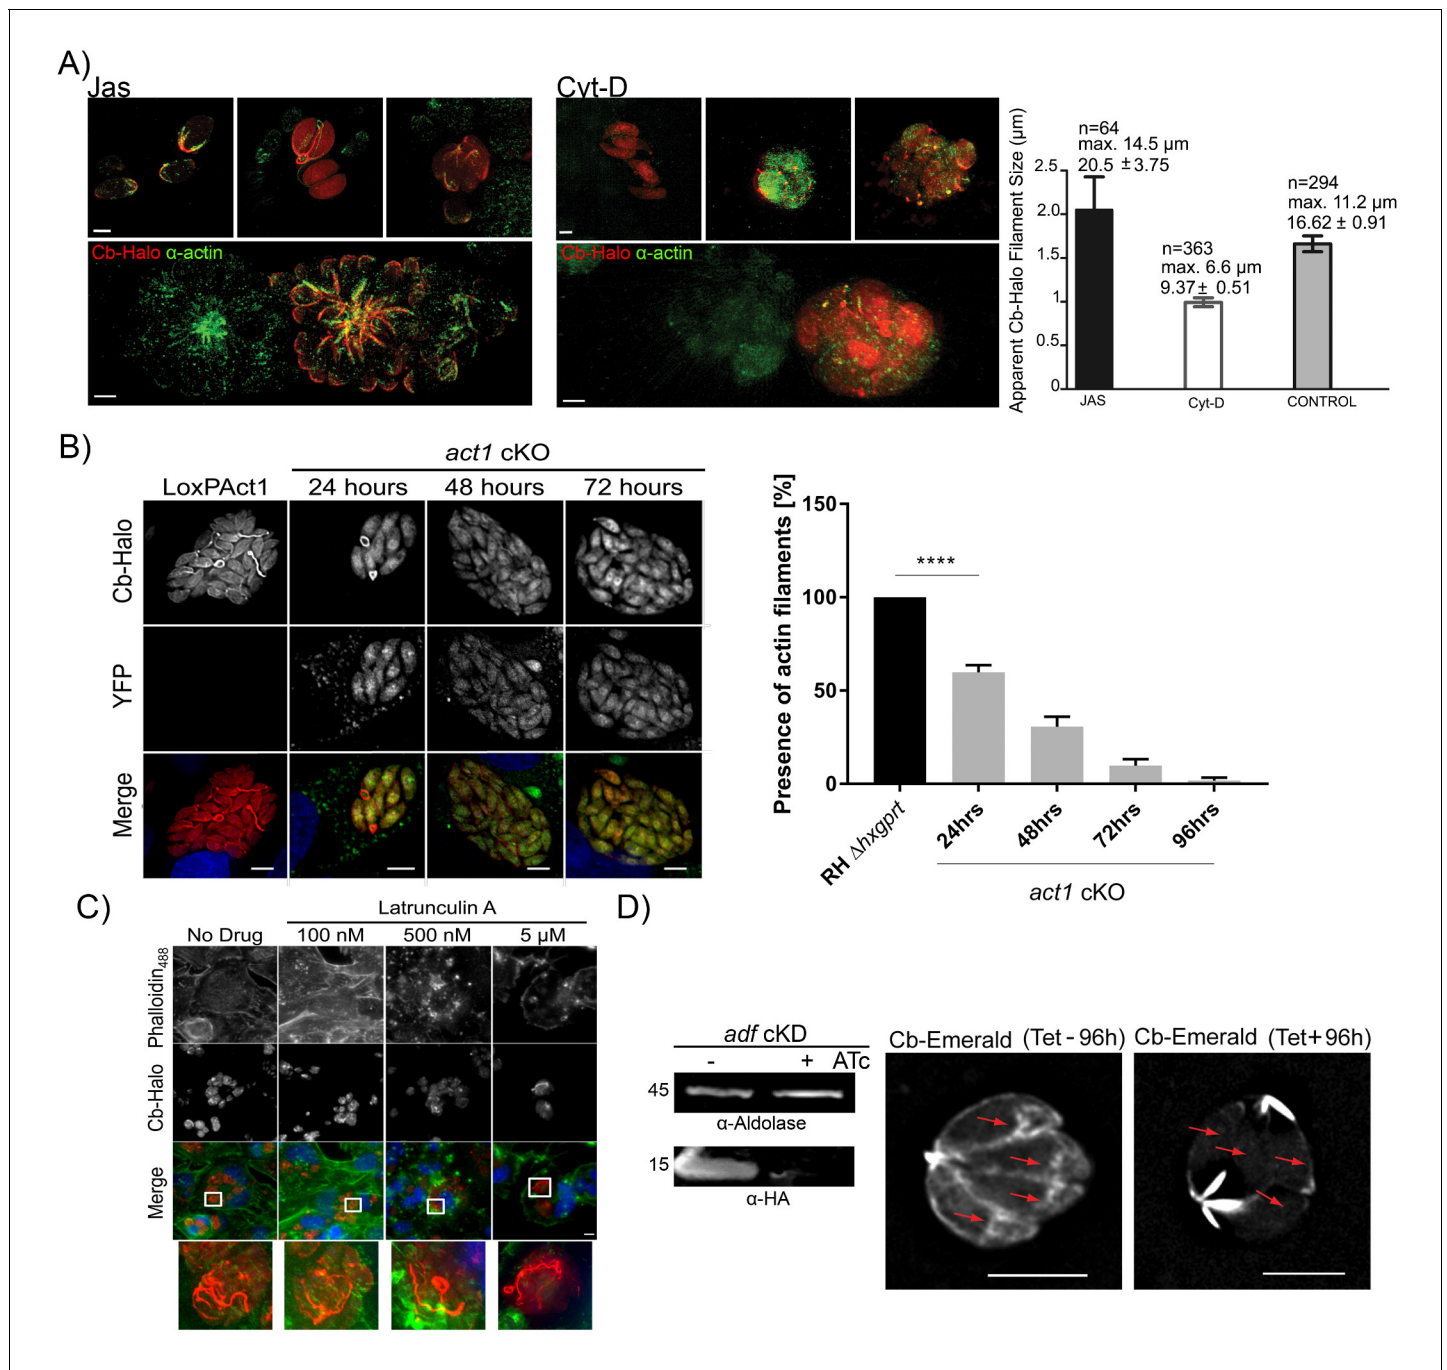 A)
Jas
Cyt-D
Cb-Halo α-actin
Cb-Halo α-actin
Apparent Cb-Halo Filament Size (μm)
2.5
2.0
1.5
1
0.5
0
n=64
max. 14.5 μm
20.5 ±3.75
n=363
max. 6.6 μm
9.37± 0.51
n=294
max. 11.2 μm
16.62 ± 0.91
JAS
Cyt-D
CONTROL
B)
act1 cKO
LoxPAct1
24 hours
48 hours
72 hours
Cb-Halo
YFP
Merge
Presence of actin filaments [%]
150
100
50
0
****
RH Δhxgprt
24hrs
48hrs
72hrs
96hrs
act1 cKO
C)
Latrunculin A
No Drug
100 nM
500 nM
5 μM
Phalloidin488
Cb-Halo
Merge
D)
adf cKD
- + ATc
45
α-Aldolase
15
α-HA
Cb-Emerald (Tet - 96h)
Cb-Emerald (Tet+ 96h)